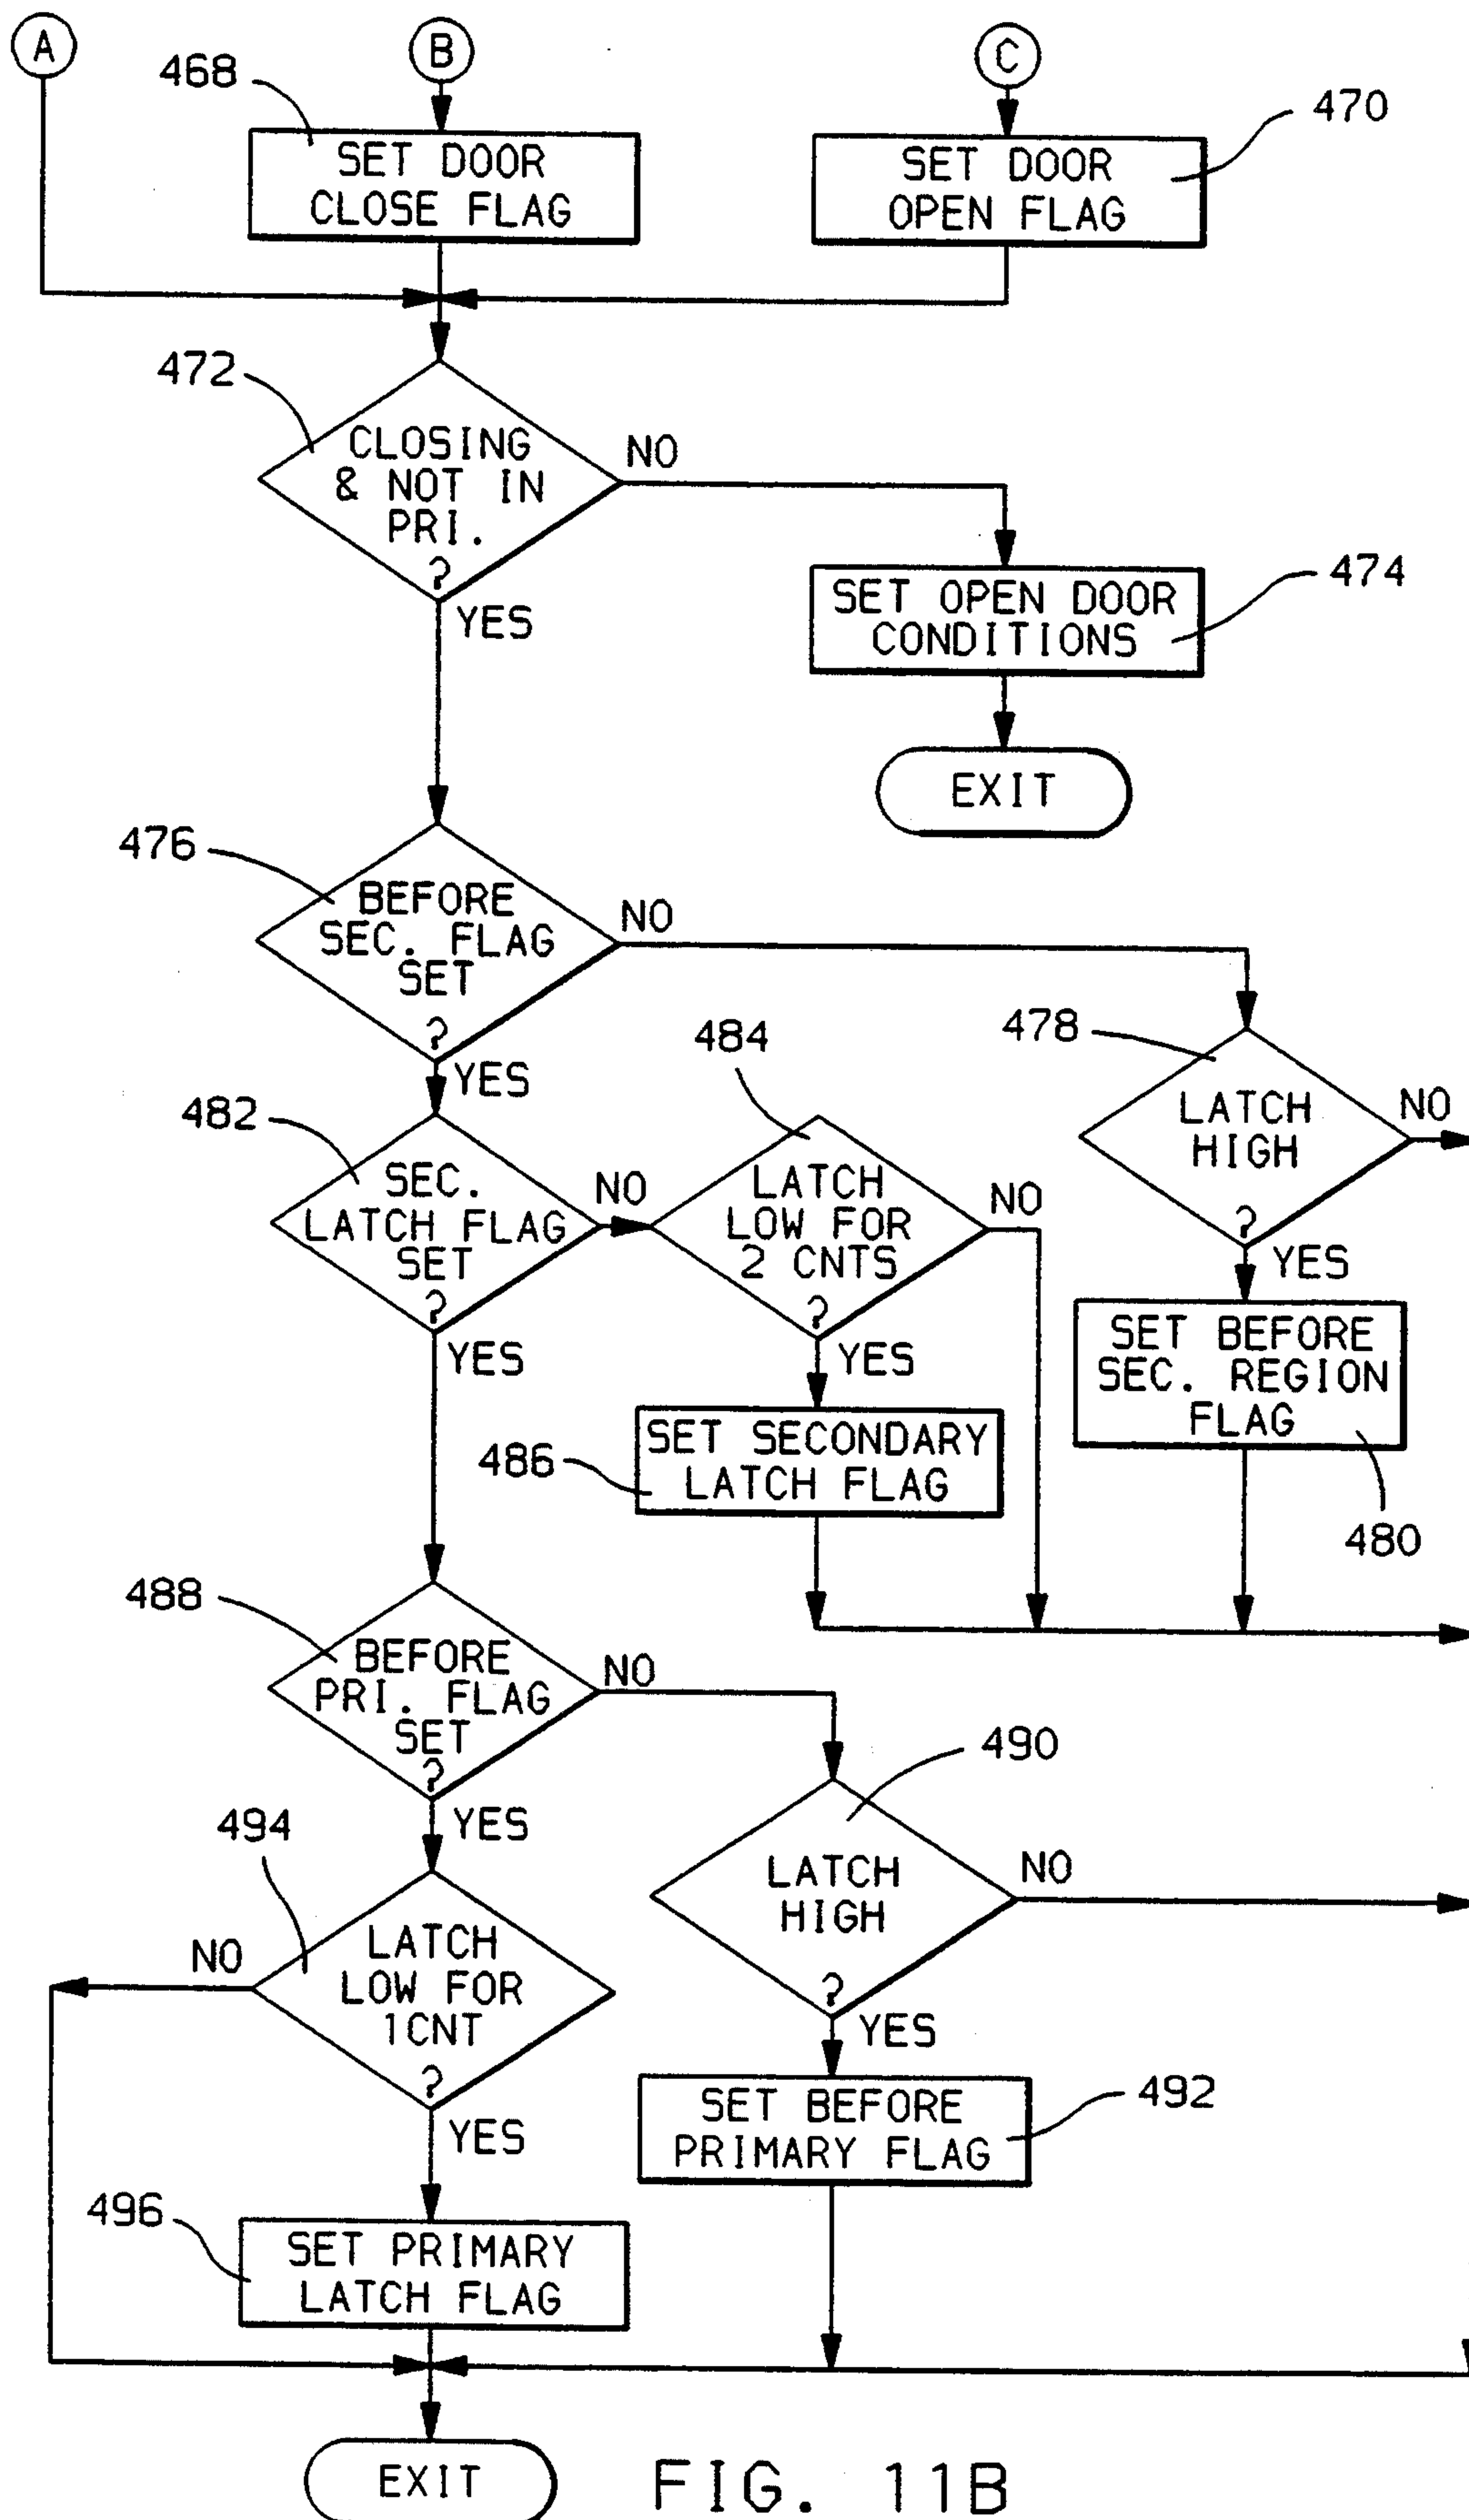 A
B
C
468
470
SET DOOR
CLOSE FLAG
SET DOOR
OPEN FLAG
472
CLOSING
& NOT IN
PRI.
?
NO
YES
474
SET OPEN DOOR
CONDITIONS
EXIT
476
BEFORE
SEC. FLAG
SET
?
NO
YES
478
LATCH
HIGH
?
NO
YES
482
SEC.
LATCH FLAG
SET
?
NO
YES
484
LATCH
LOW FOR
2 CNTS
?
NO
YES
SET BEFORE
SEC. REGION
FLAG
480
486
SET SECONDARY
LATCH FLAG
488
BEFORE
PRI. FLAG
SET
?
NO
YES
490
LATCH
HIGH
?
NO
YES
494
LATCH
LOW FOR
1CNT
?
NO
YES
492
SET BEFORE
PRIMARY FLAG
496
SET PRIMARY
LATCH FLAG
EXIT
FIG. 11B